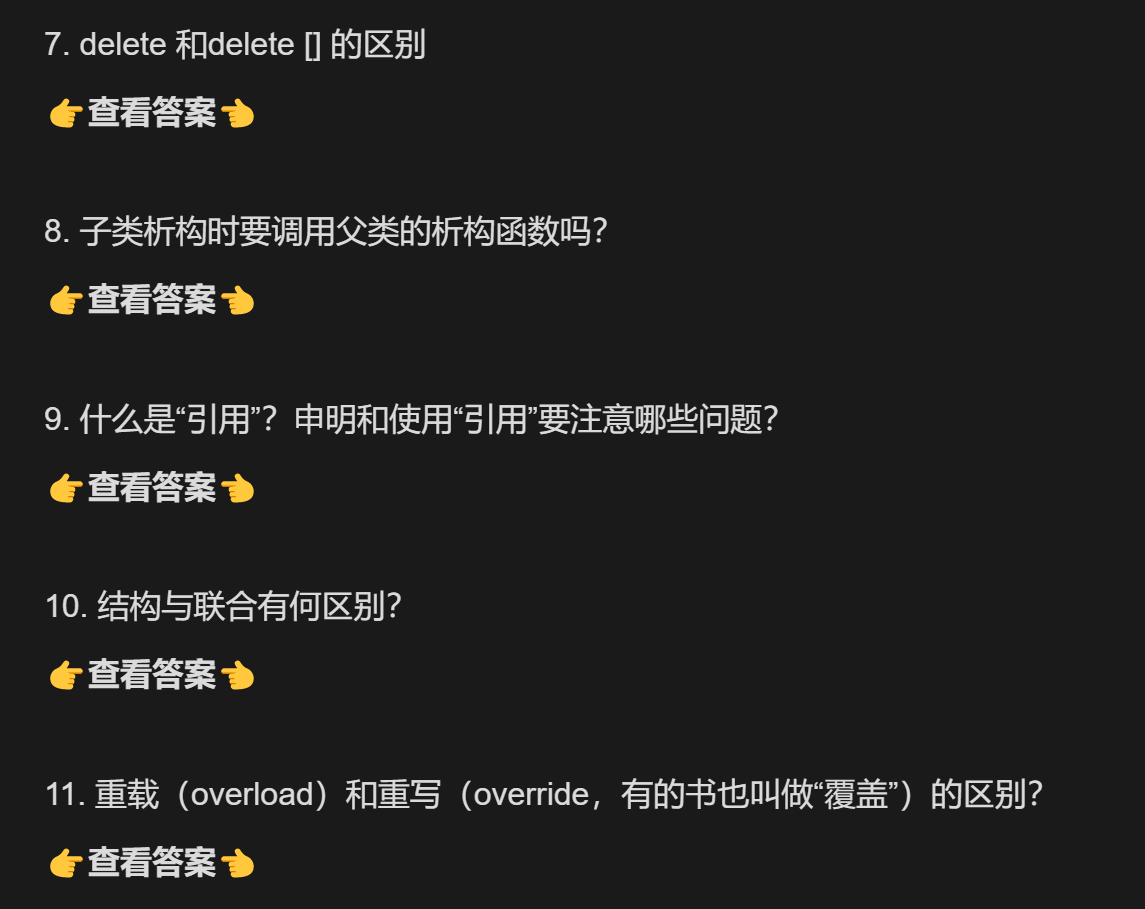 7. delete 和delete [] 的区别
👉查看答案👈
8. 子类析构时要调用父类的析构函数吗？
👉查看答案👈
9. 什么是“引用”？申明和使用“引用”要注意哪些问题？
👉查看答案👈
10. 结构与联合有何区别？
👉查看答案👈
11. 重载（overload）和重写（override，有的书也叫做“覆盖”）的区别？
👉查看答案👈